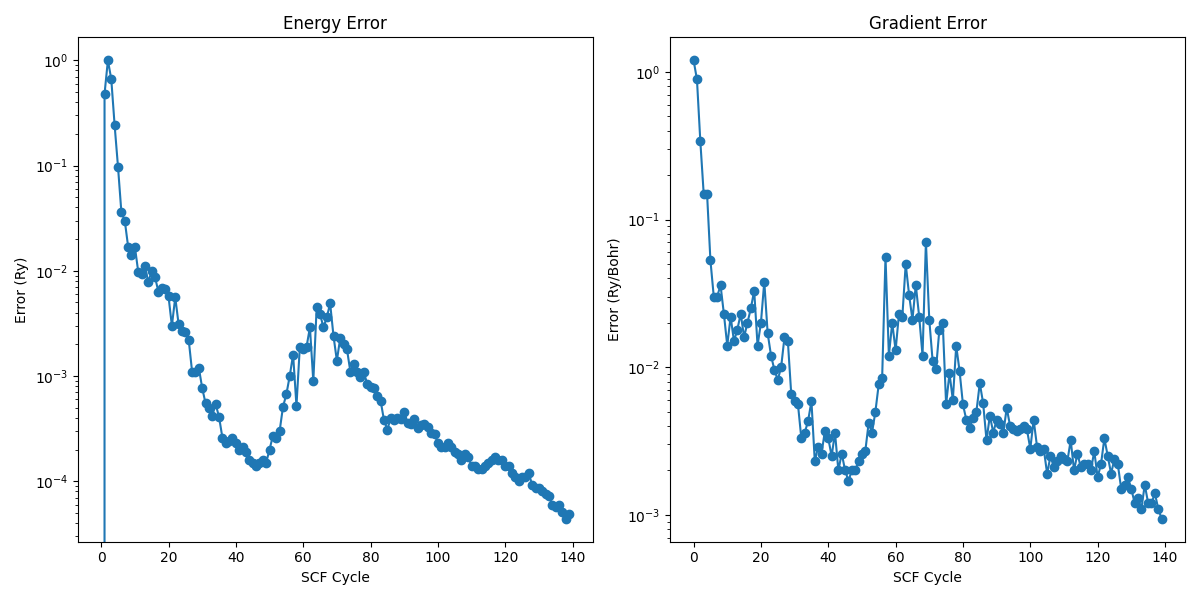 Energy Error
Error (Ry)
10⁰
10⁻¹
10⁻²
10⁻³
10⁻⁴
0 20 40 60 80 100 120 140
SCF Cycle
Gradient Error
Error (Ry/Bohr)
10⁰
10⁻¹
10⁻²
10⁻³
0 20 40 60 80 100 120 140
SCF Cycle